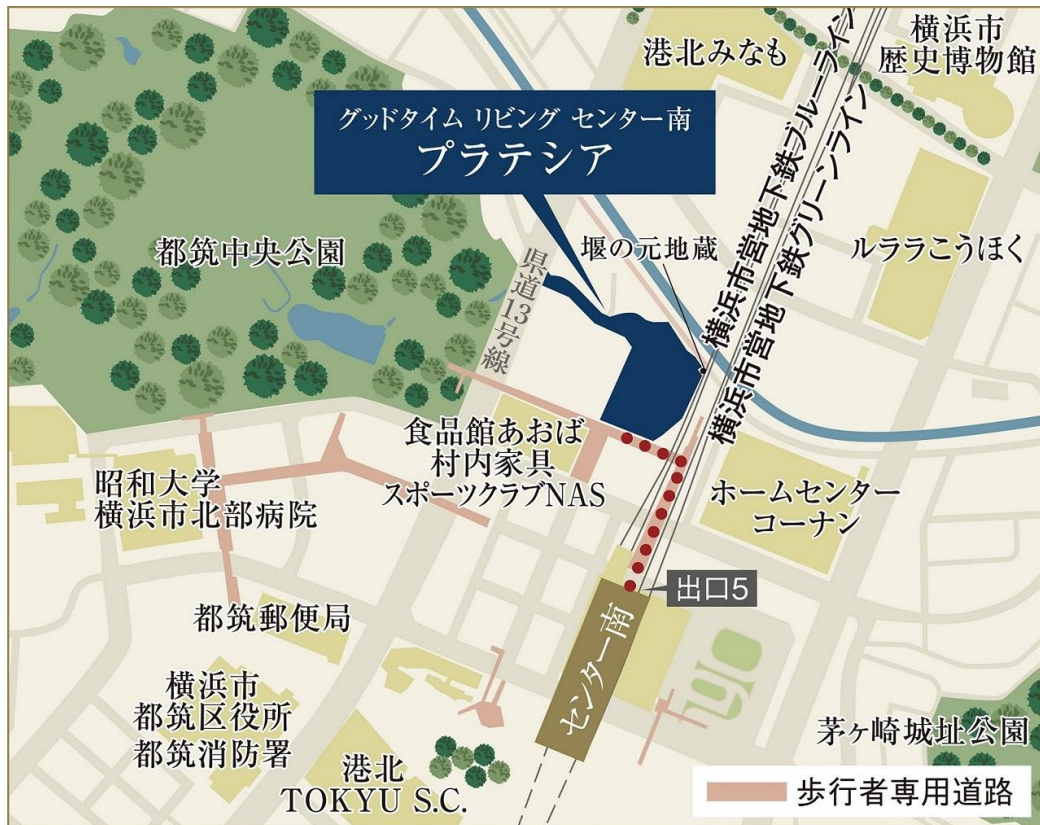 港北みなも
横浜市
歴史博物館
グッドタイム リビング センター南
プラテシア
横浜市営地下鉄ブルーライン
横浜市営地下鉄グリーンライン
都筑中央公園
堰の元地蔵
ルララこうほく
県道13号線
食品館あおば
村内家具
スポーツクラブNAS
昭和大学
横浜市北部病院
ホームセンター
コーナン
出口5
都筑郵便局
センター南
横浜市
都筑区役所
都筑消防署
港北
TOKYU S.C.
茅ヶ崎城址公園
歩行者専用道路